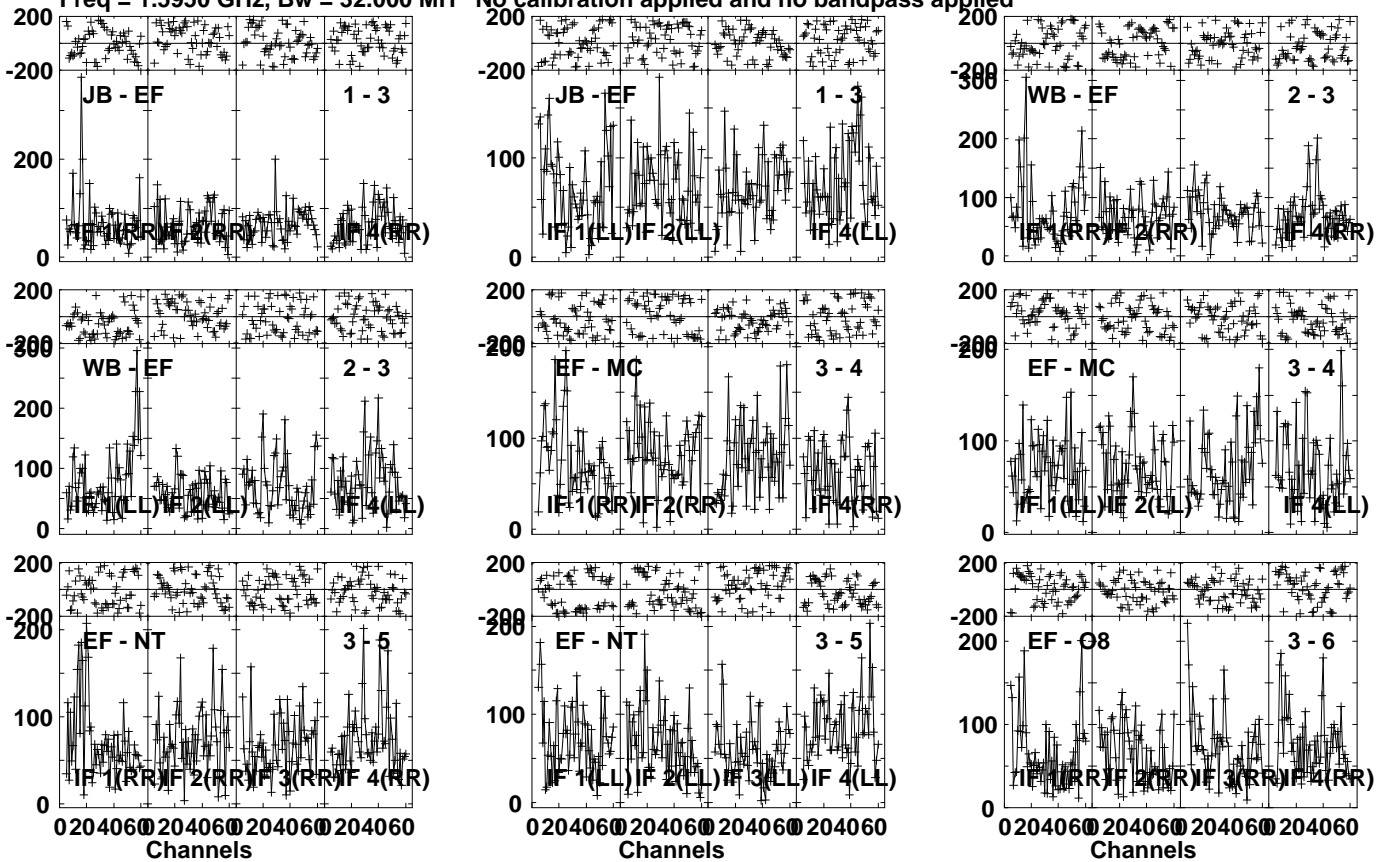 Freq = 1.5950 GHz, Bw = 32.000 MH No calibration applied and no bandpass applied
200
-200
JB - EF 1 - 3
200
100
0
IF 1(RR) IF 2(RR) IF 4(RR)
200
-200
JB - EF 1 - 3
100
0
IF 1(LL) IF 2(LL) IF 4(LL)
200
-200
300
WB - EF 2 - 3
200
100
0
IF 1(RR) IF 2(RR) IF 4(RR)
200
-200
300
WB - EF 2 - 3
200
100
0
IF 1(LL) IF 2(LL) IF 4(LL)
200
-200
200
EF - MC 3 - 4
100
0
IF 1(RR) IF 2(RR) IF 4(RR)
200
-200
200
EF - MC 3 - 4
100
0
IF 1(LL) IF 2(LL) IF 4(LL)
200
-200
200
EF - NT 3 - 5
100
0
IF 1(RR) IF 2(RR) IF 3(RR) IF 4(RR)
0 20 40 60 0 20 40 60 0 20 40 60 0 20 40 60
Channels
200
-200
200
EF - NT 3 - 5
100
0
IF 1(LL) IF 2(LL) IF 3(LL) IF 4(LL)
0 20 40 60 0 20 40 60 0 20 40 60 0 20 40 60
Channels
200
-200
200
EF - O8 3 - 6
100
0
IF 1(RR) IF 2(RR) IF 3(RR) IF 4(RR)
0 20 40 60 0 20 40 60 0 20 40 60 0 20 40 60
Channels